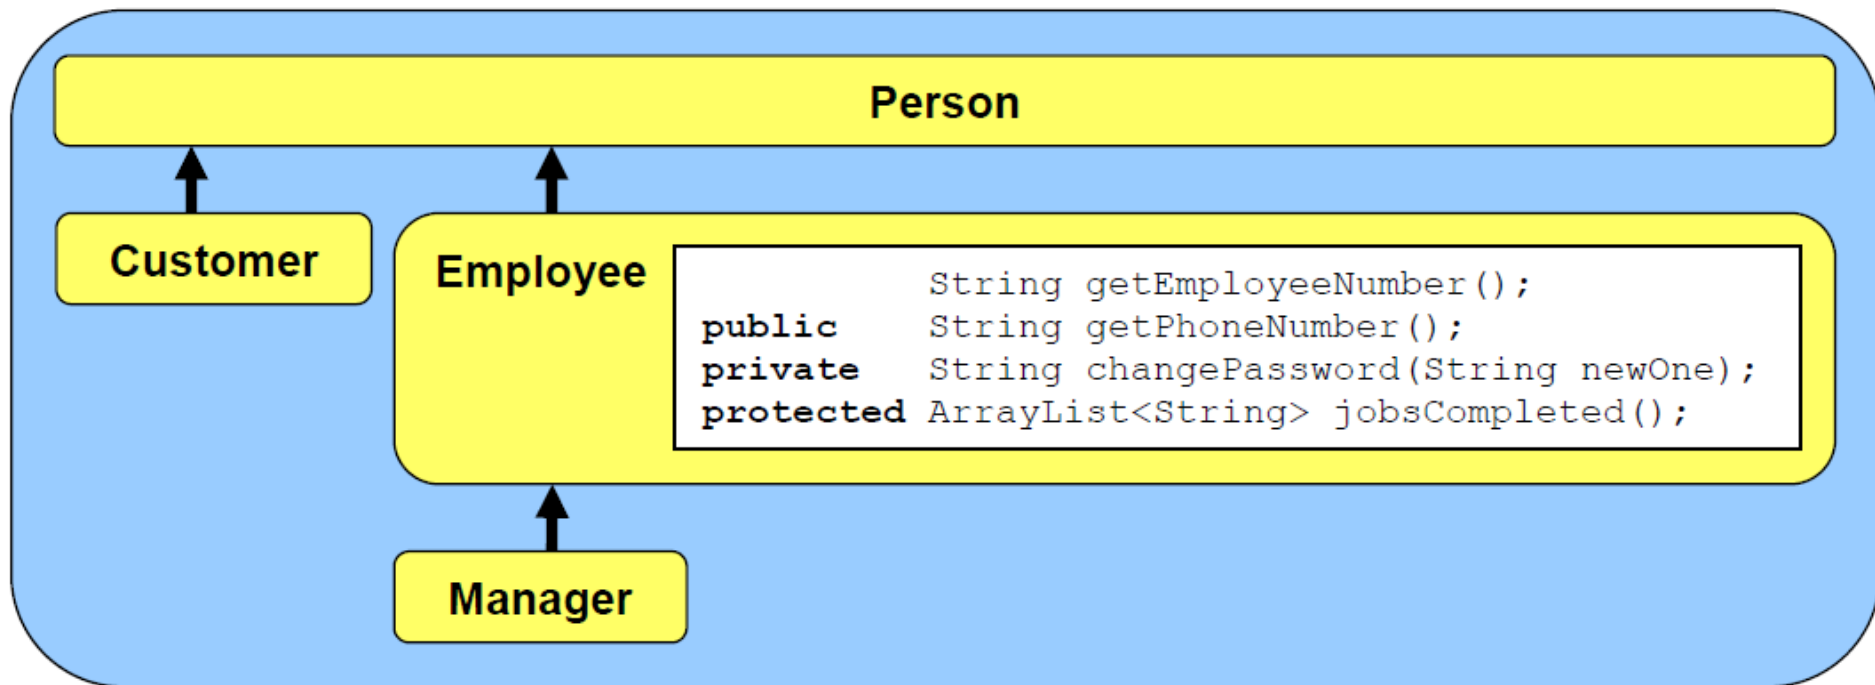 Person
Customer
Employee
String getEmployeeNumber();
public String getPhoneNumber();
private String changePassword(String newOne);
protected ArrayList<String> jobsCompleted();
Manager